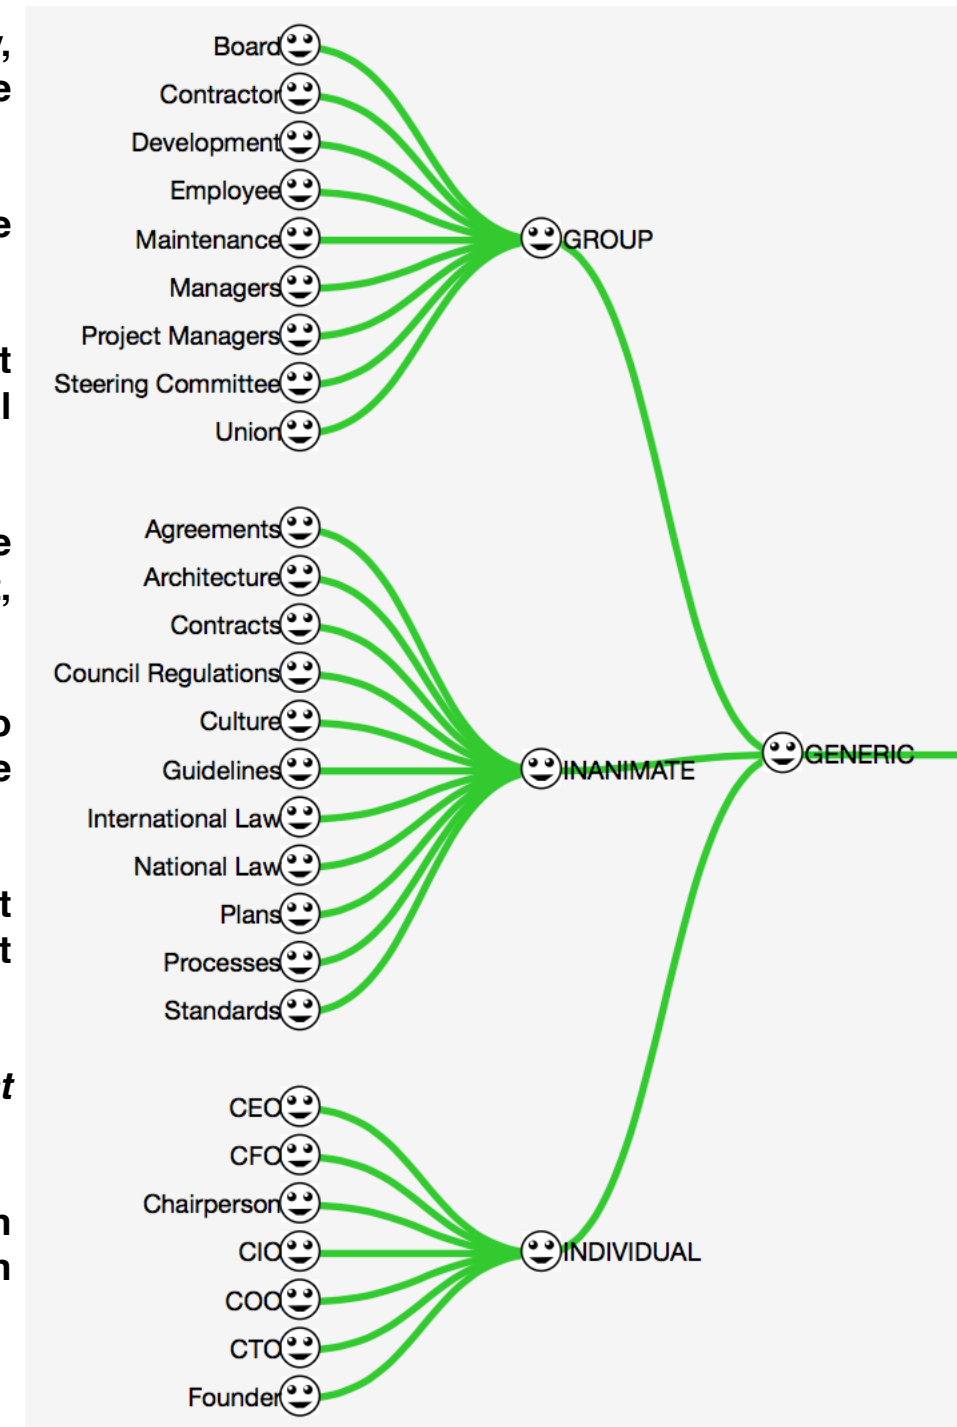 Board
Contractor
Development
Employee
Maintenance
Managers
Project Managers
Steering Committee
Union
GROUP
Agreements
Architecture
Contracts
Council Regulations
Culture
Guidelines
International Law
National Law
Plans
Processes
Standards
INANIMATE
GENERIC
CEO
CFO
Chairperson
CIO
COO
CTO
Founder
INDIVIDUAL